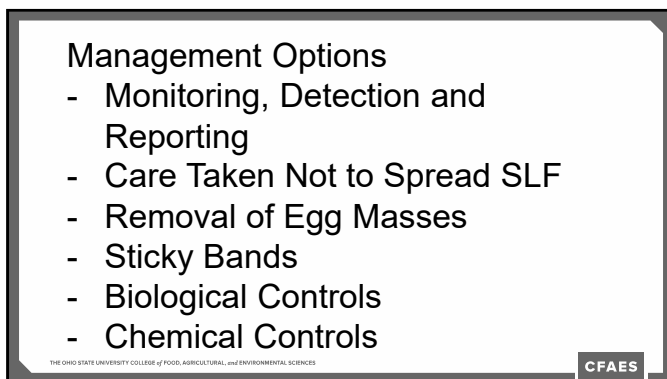 Management Options
- Monitoring, Detection and
Reporting
- Care Taken Not to Spread SLF
- Removal of Egg Masses
- Sticky Bands
- Biological Controls
- Chemical Controls
THE OHIO STATE UNIVERSITY COLLEGE of FOOD, AGRICULTURAL, and ENVIRONMENTAL SCIENCES
CFAES